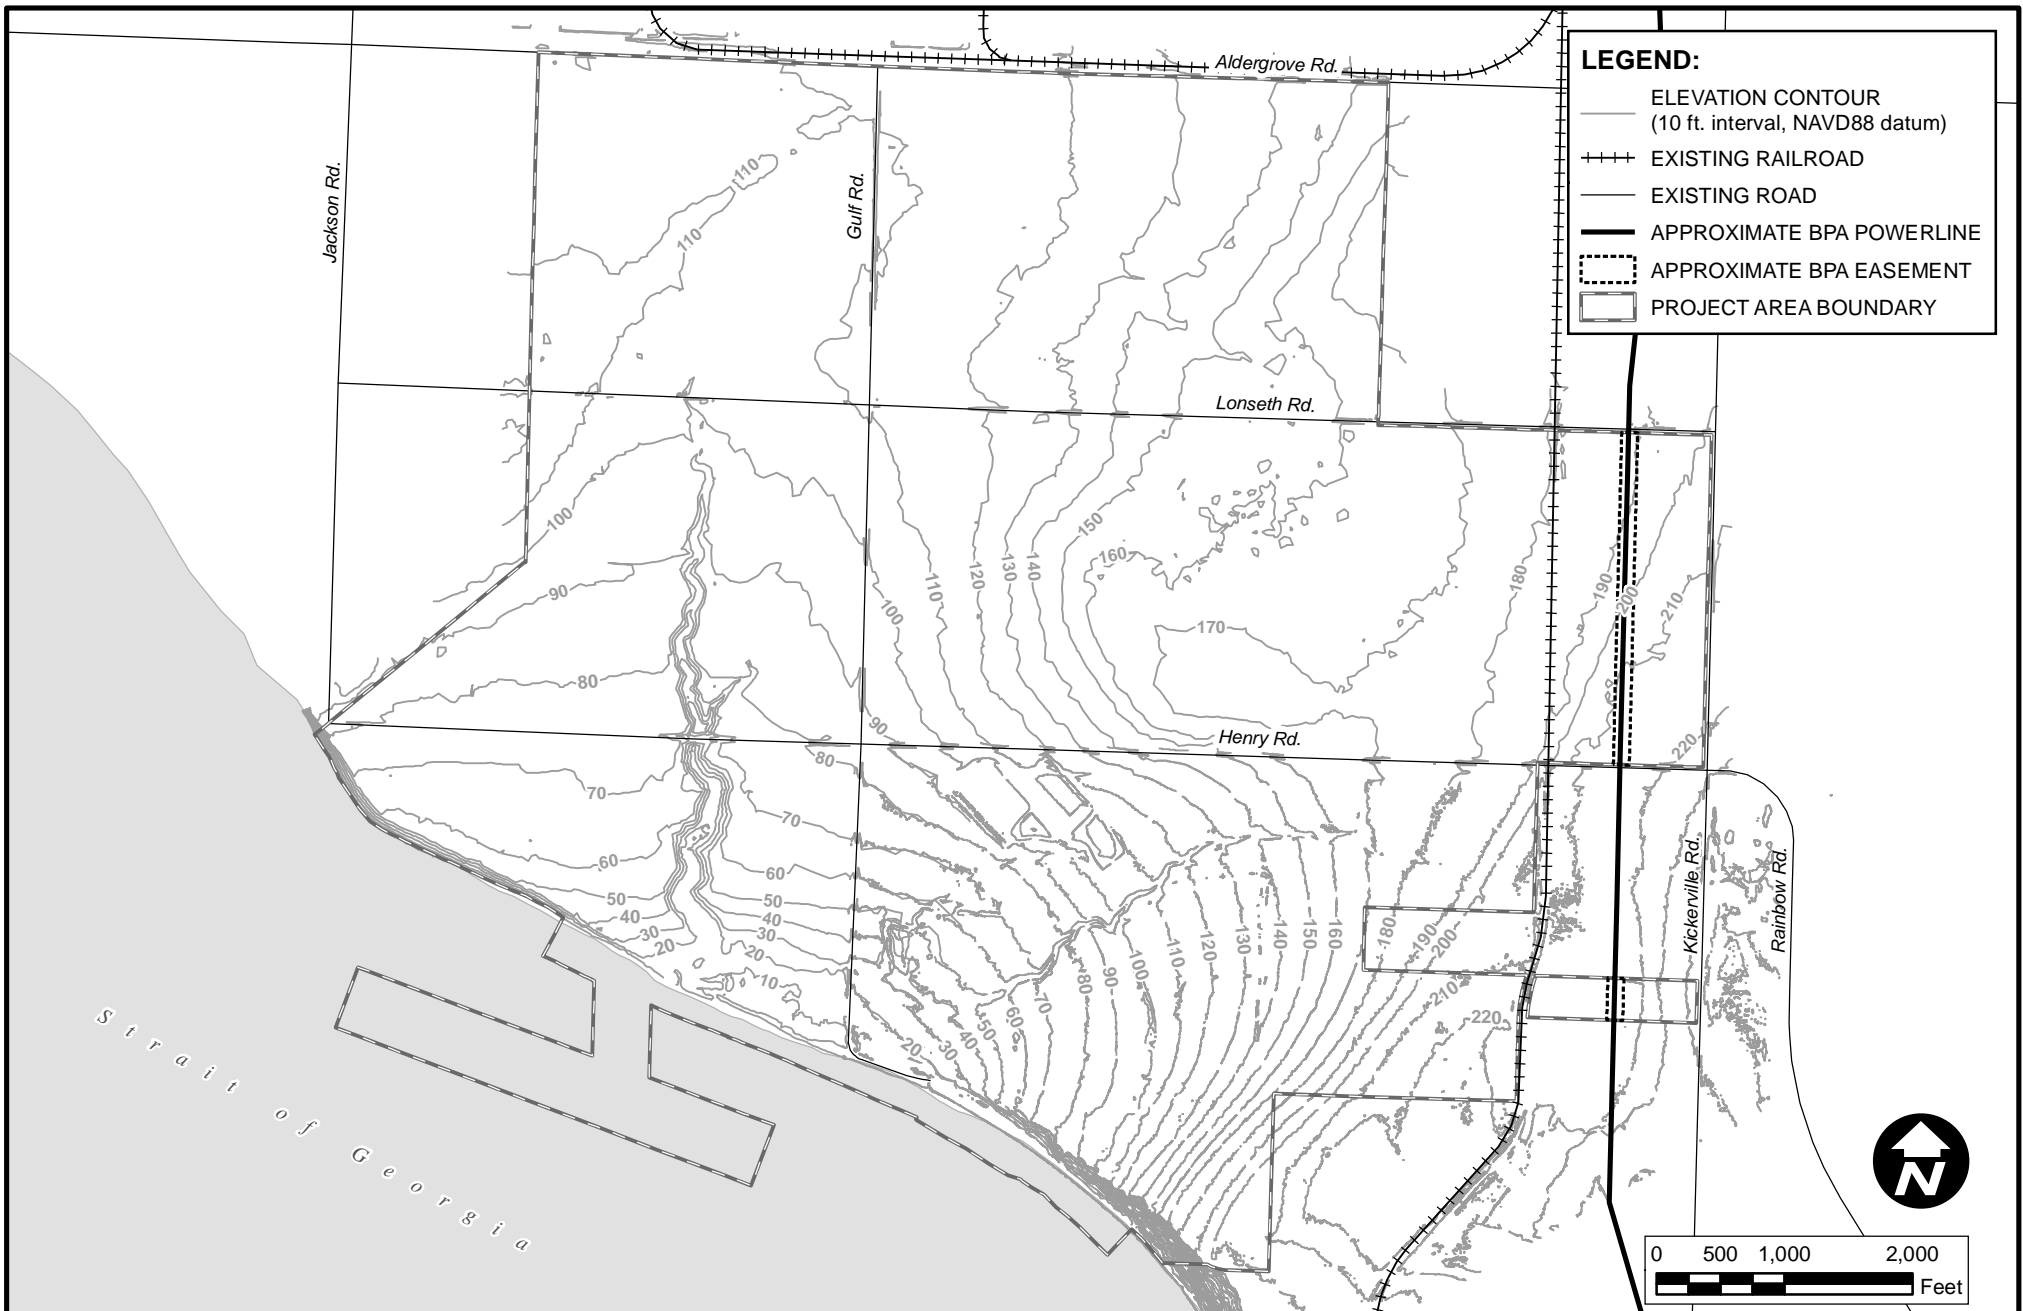 Aldergrove Rd.
LEGEND:
ELEVATION CONTOUR
(10 ft. interval, NAVD88 datum)
EXISTING RAILROAD
EXISTING ROAD
APPROXIMATE BPA POWERLINE
APPROXIMATE BPA EASEMENT
PROJECT AREA BOUNDARY
Jackson Rd.
Gulf Rd.
110
110
Lonseth Rd.
100
150
160
140
130
120
110
100
90
180
190
200
210
170
80
90
Henry Rd.
220
80
70
70
60
60
50
50
40
40
30
30
20
20
10
Kickerville Rd.
Rainbow Rd.
180
190
200
210
220
160
150
140
130
120
110
100
90
80
70
60
50
40
30
20
Strait of Georgia
N
0 500 1,000 2,000
Feet